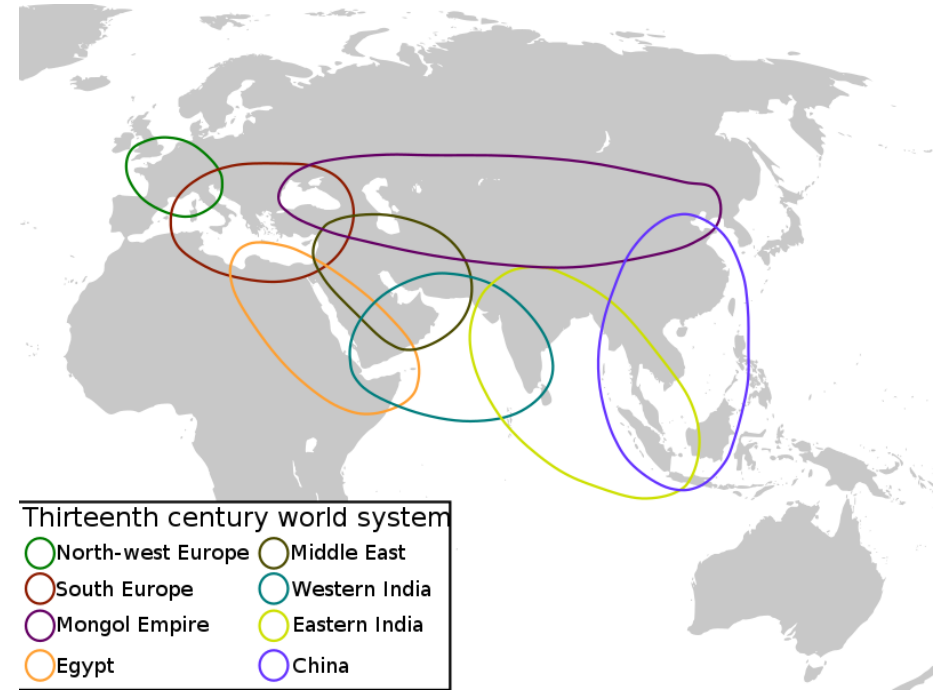 Thirteenth century world system
North-west Europe
South Europe
Mongol Empire
Egypt
Middle East
Western India
Eastern India
China